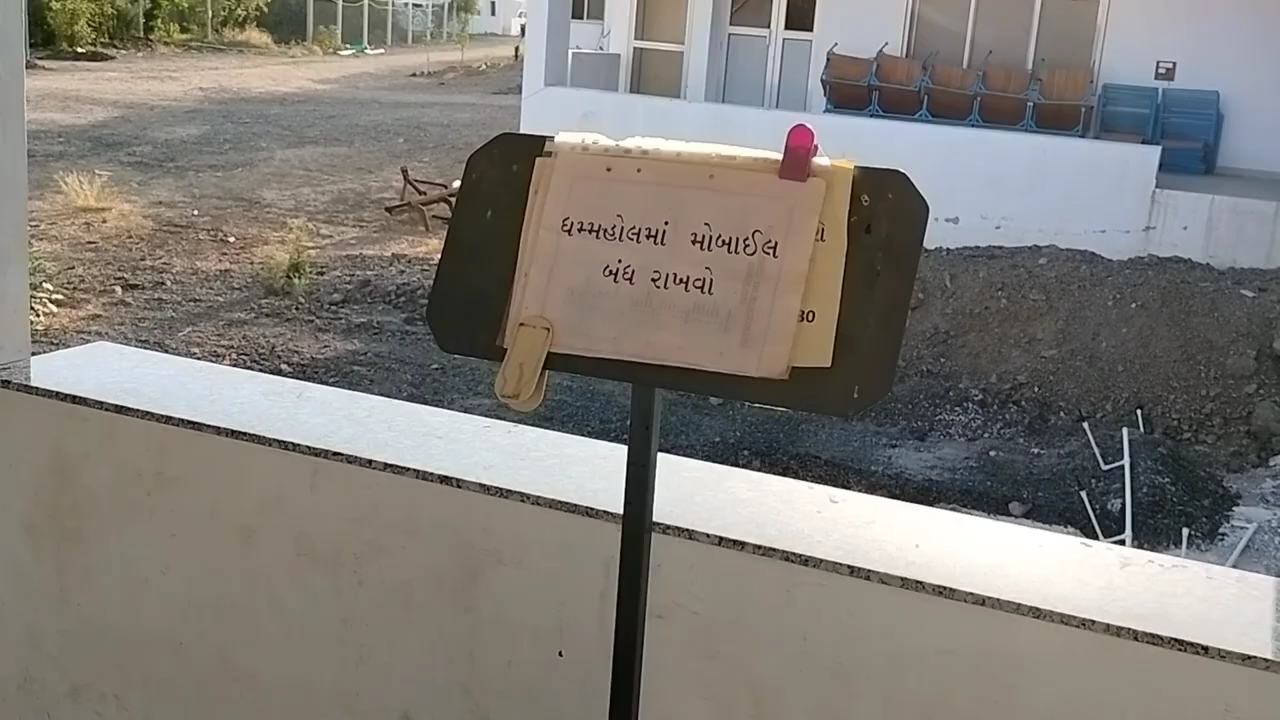 ધમ્મહોલમાં મોબાઈલ
બંધ રાખવો